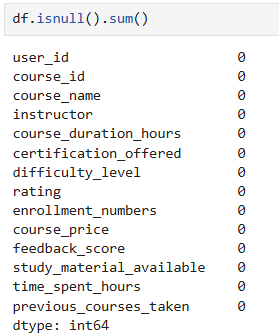 df.isnull().sum()
user_id 0
course_id 0
course_name 0
instructor 0
course_duration_hours 0
certification_offered 0
difficulty_level 0
rating 0
enrollment_numbers 0
course_price 0
feedback_score 0
study_material_available 0
time_spent_hours 0
previous_courses_taken 0
dtype: int64